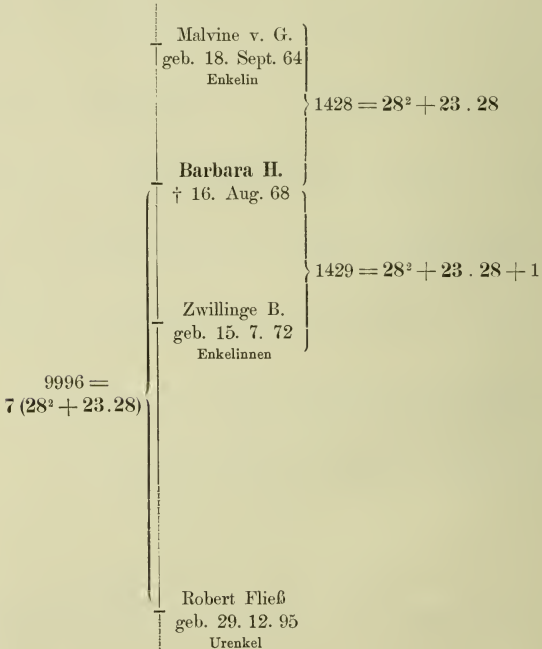 Malvine v. G.
geb. 18. Sept. 64
Enkelin
1428 = 28² + 23 . 28
Barbara H.
† 16. Aug. 68
1429 = 28² + 23 . 28 + 1
Zwillinge B.
geb. 15. 7. 72
Enkelinnen
9996 =
7 (28² + 23.28)
Robert Fließ
geb. 29. 12. 95
Urenkel